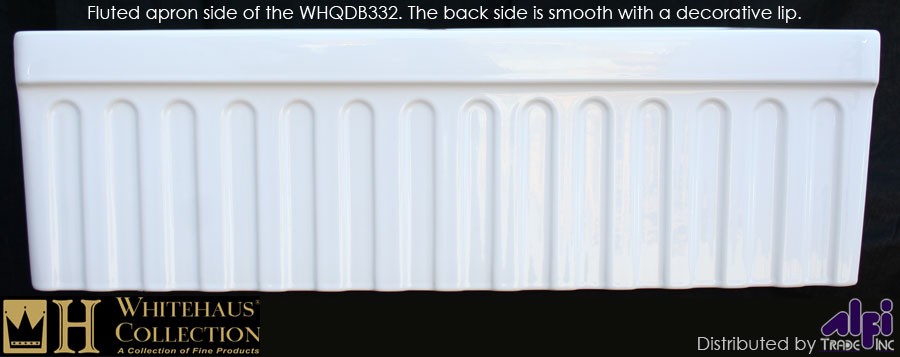 Fluted apron side of the WHQDB332. The back side is smooth with a decorative lip.
H WHITEHAUS®
COLLECTION
A Collection of Fine Products
alfi
Distributed by TRADE INC